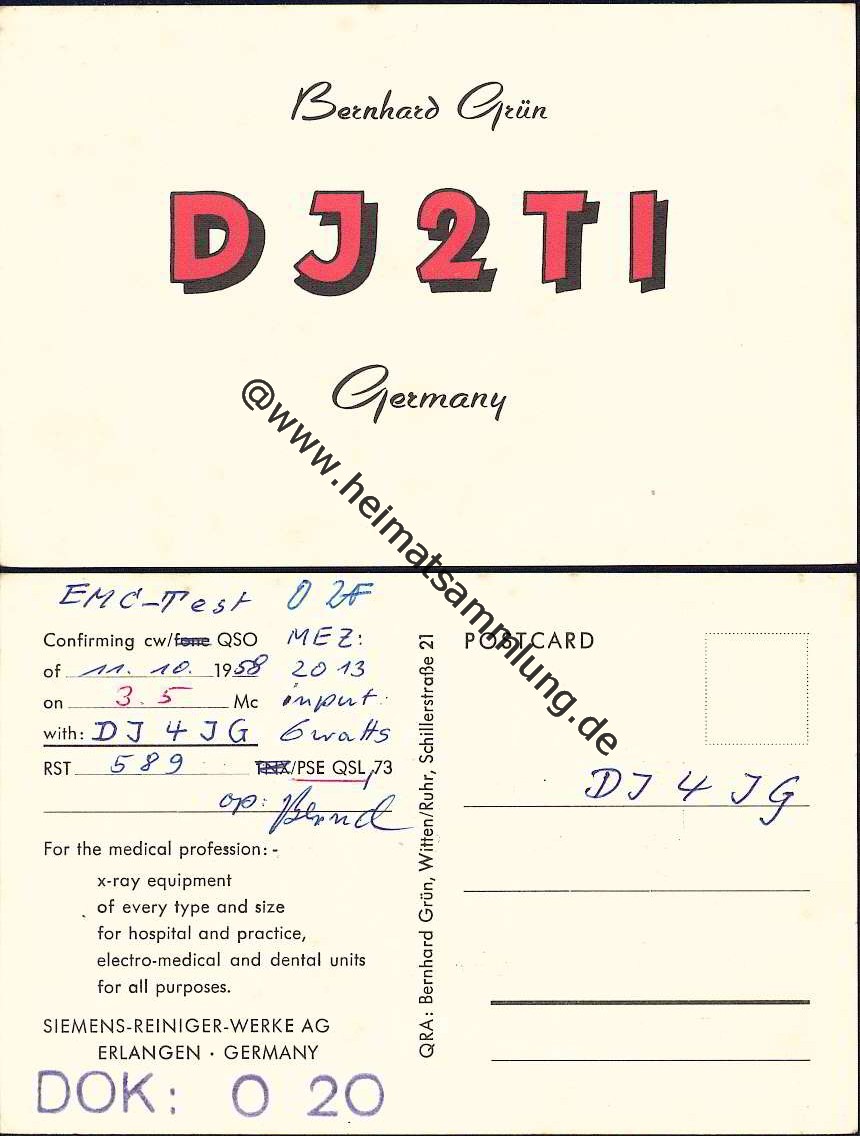 Bernhard Grün
DJ2TI
Germany
@www.heimatsammlung.de
EMC-Test
Confirming cw/fone QSO MEZ:
of 11. 10. 1958 2013
on 3.5 Mc input:
with: DJ 4 JG 6 watts
RST 589 TNX/PSE QSL, 73
op: Bernd
For the medical profession:-
x-ray equipment
of every type and size
for hospital and practice,
electro-medical and dental units
for all purposes.
SIEMENS-REINIGER-WERKE AG
ERLANGEN · GERMANY
DOK: O 20
QRA: Bernhard Grün, Witten/Ruhr, Schillerstraße 21
POSTCARD
DJ 4 JG